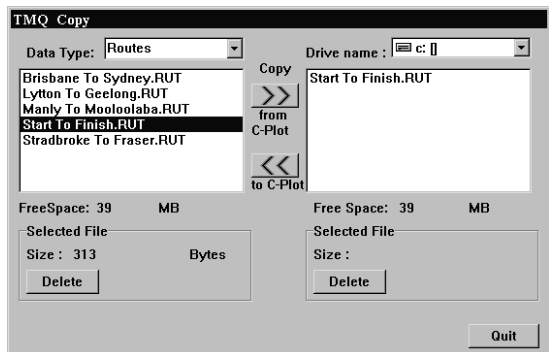 TMQ Copy
Data Type: Routes
Brisbane To Sydney.RUT
Lytton To Geelong.RUT
Manly To Mooloolaba.RUT
Start To Finish.RUT
Stradbroke To Fraser.RUT
FreeSpace: 39 MB
Selected File
Size : 313 Bytes
Delete
Copy
>>
from
C-Plot
<<
to C-Plot
Drive name : c: []
Start To Finish.RUT
Free Space: 39 MB
Selected File
Size :
Delete
Quit